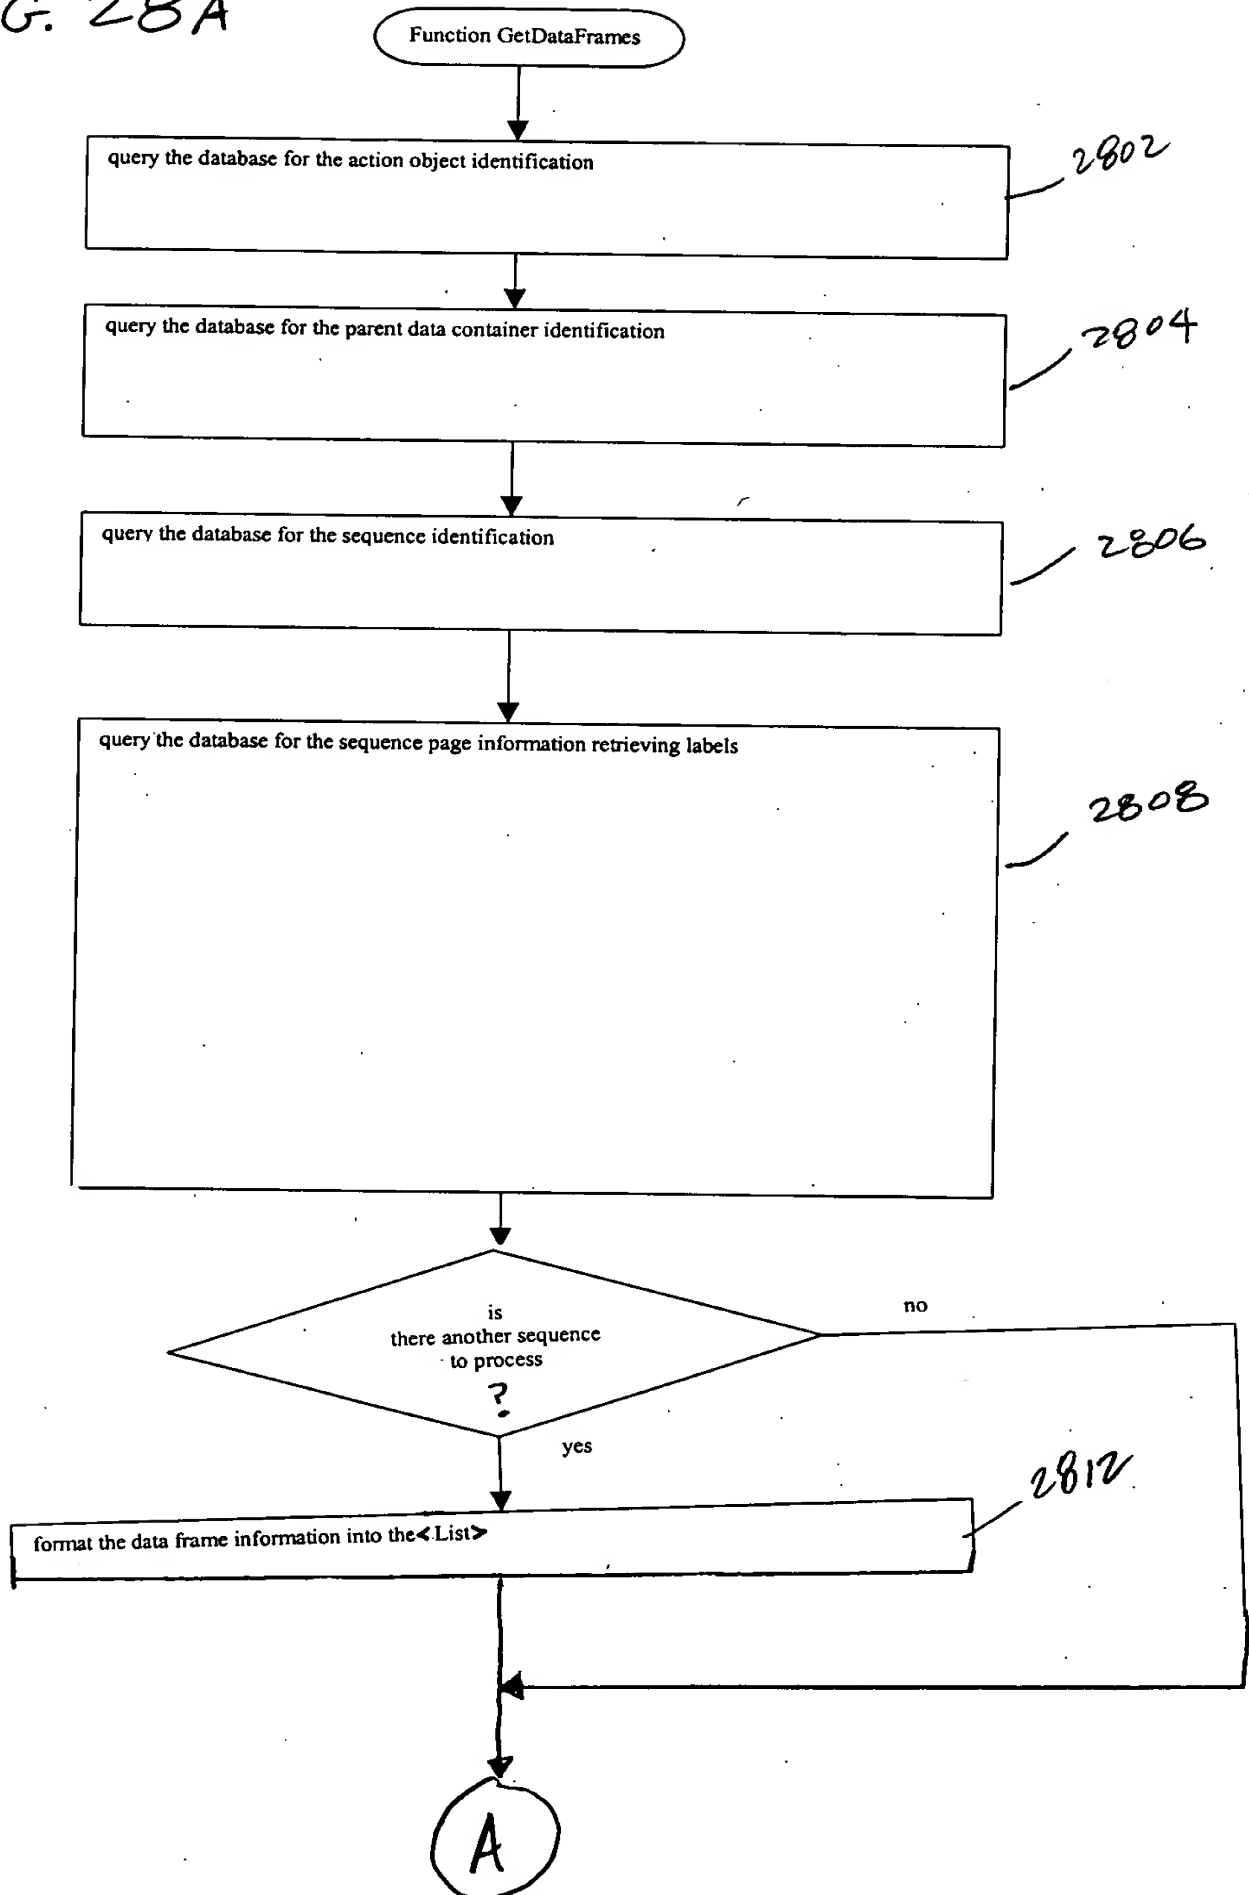 G. 28A
Function GetDataFrames
query the database for the action object identification
2802
query the database for the parent data container identification
2804
query the database for the sequence identification
2806
query the database for the sequence page information retrieving labels
2808
is
there another sequence
to process
?
no
yes
2812
format the data frame information into the<List>
A